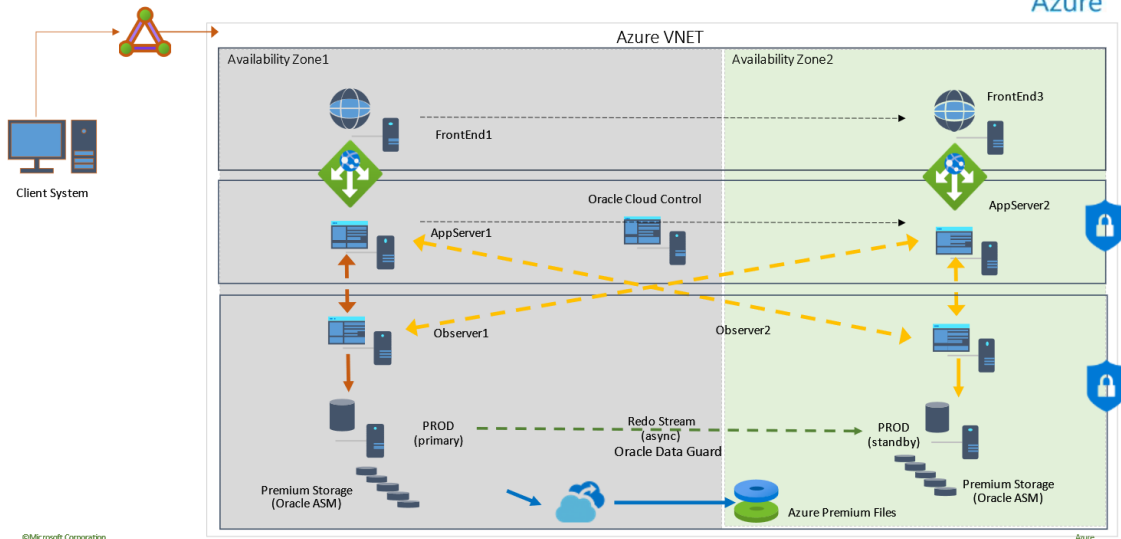 Azure
Azure VNET
Availability Zone1
Availability Zone2
FrontEnd1
FrontEnd3
Client System
Oracle Cloud Control
AppServer1
AppServer2
Observer1
Observer2
PROD
(primary)
Redo Stream
(async)
Oracle Data Guard
PROD
(standby)
Premium Storage
(Oracle ASM)
Premium Storage
(Oracle ASM)
Azure Premium Files
©Microsoft Corporation
Azure